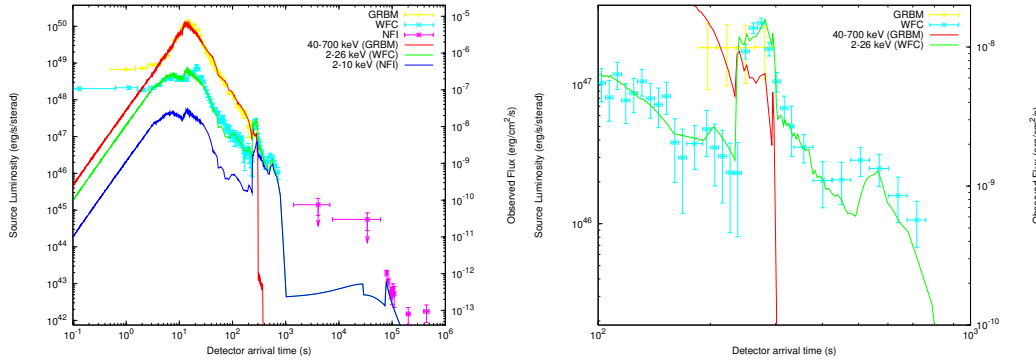 GRBM
WFC
NFI
40-700 keV (GRBM)
2-26 keV (WFC)
2-10 keV (NFI)
Source Luminosity (erg/s/sterad)
10^50
10^49
10^48
10^47
10^46
10^45
10^44
10^43
10^42
10^-5
10^-6
10^-7
10^-8
10^-9
10^-10
10^-11
10^-12
10^-13
Observed Flux (erg/cm^2/s)
10^-1
10^0
10^1
10^2
10^3
10^4
10^5
10^6
Detector arrival time (s)
GRBM
WFC
40-700 keV (GRBM)
2-26 keV (WFC)
Source Luminosity (erg/s/sterad)
10^47
10^46
10^-8
10^-9
10^-10
Observed Flux (erg/cm^2/s)
10^2
10^3
Detector arrival time (s)